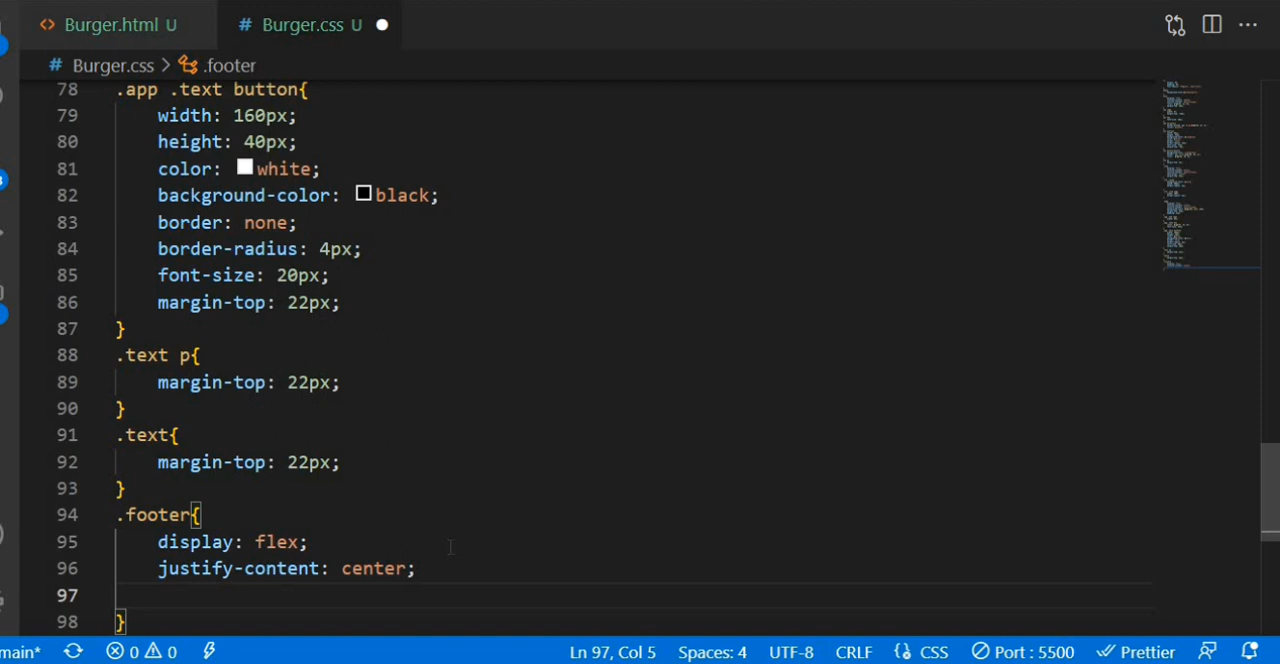 Burger.html U
# Burger.css U
# Burger.css > .footer
78 .app .text button{
79 width: 160px;
80 height: 40px;
81 color: white;
82 background-color: black;
83 border: none;
84 border-radius: 4px;
85 font-size: 20px;
86 margin-top: 22px;
87 }
88 .text p{
89 margin-top: 22px;
90 }
91 .text{
92 margin-top: 22px;
93 }
94 .footer{
95 display: flex;
96 justify-content: center;
97
98 }
main* 0 0 Ln 97, Col 5 Spaces: 4 UTF-8 CRLF CSS Port : 5500 Prettier